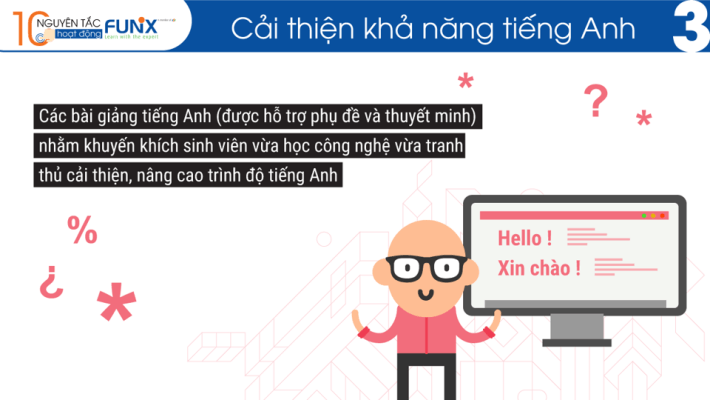 10 NGUYÊN TẮC
hoạt động
FUNiX
Learn with the expert
Cải thiện khả năng tiếng Anh
3
Các bài giảng tiếng Anh (được hỗ trợ phụ đề và thuyết minh)
nhằm khuyến khích sinh viên vừa học công nghệ vừa tranh
thủ cải thiện, nâng cao trình độ tiếng Anh
*
?
*
%
¿
*
Hello !
Xin chào !